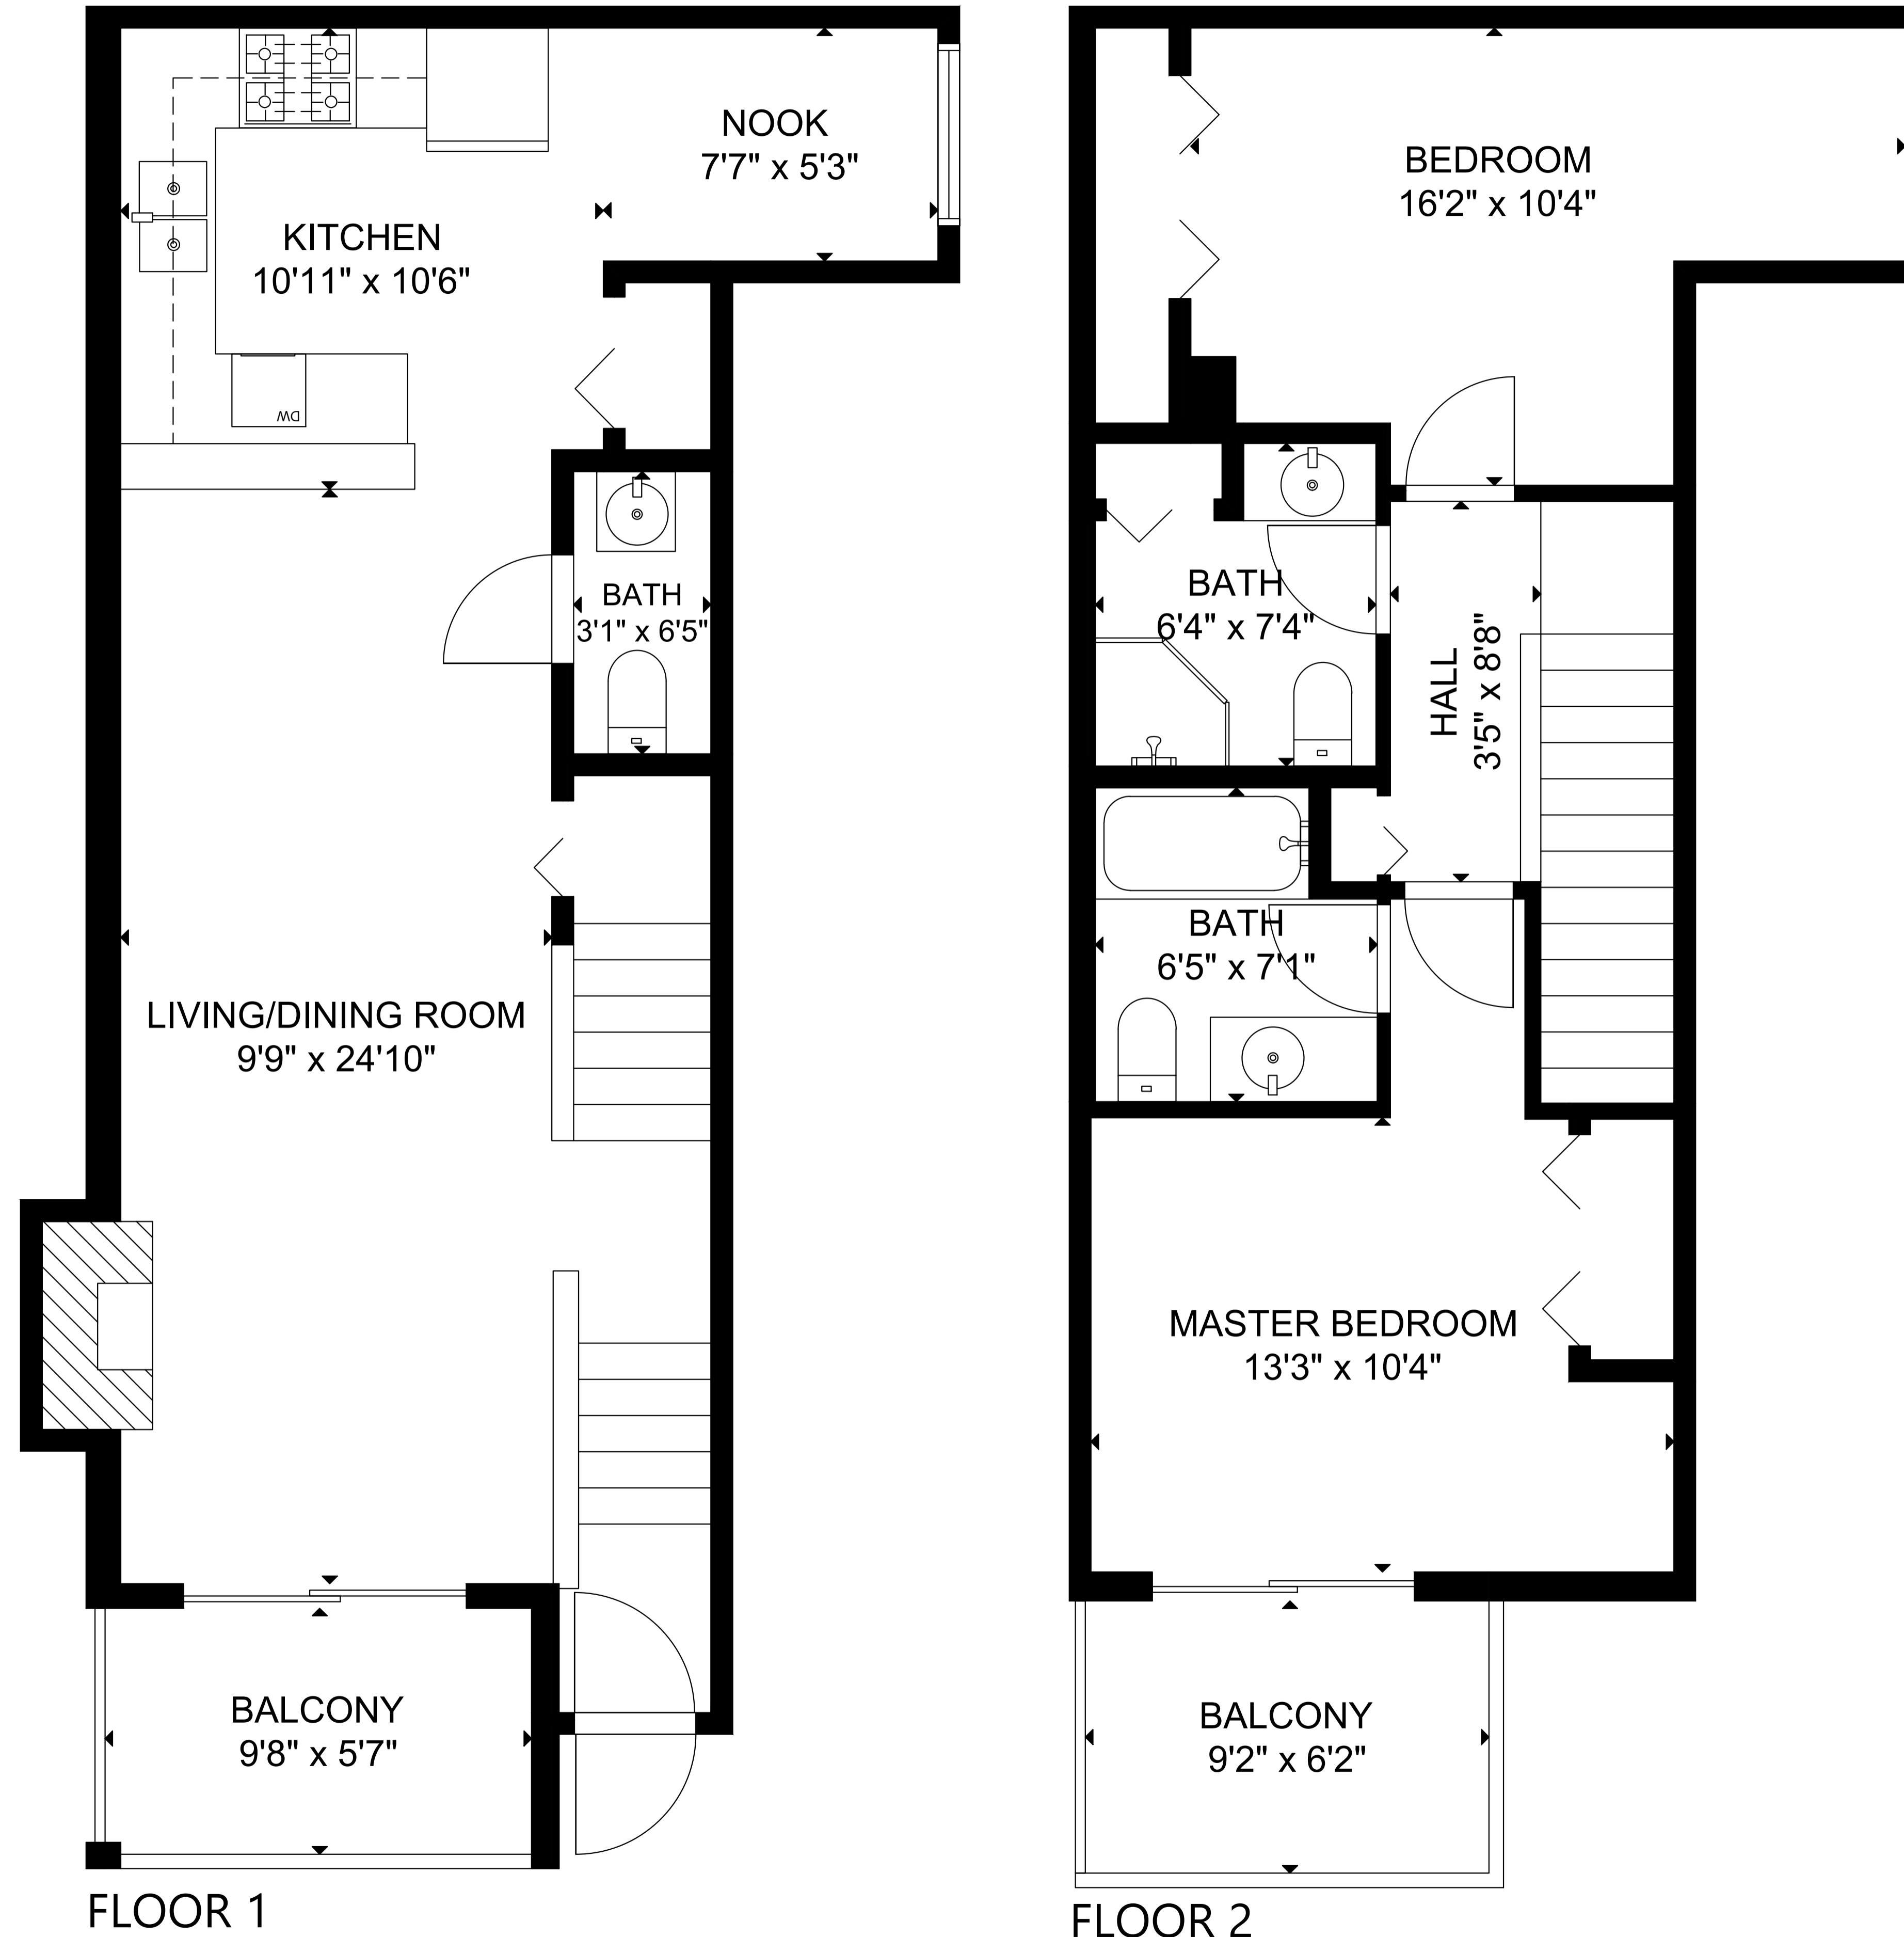 NOOK
7'7" x 5'3"
KITCHEN
10'11" x 10'6"
DW
BATH
3'1" x 6'5"
LIVING/DINING ROOM
9'9" x 24'10"
BALCONY
9'8" x 5'7"
FLOOR 1
BEDROOM
16'2" x 10'4"
BATH
6'4" x 7'4"
HALL
3'5" x 8'8"
BATH
6'5" x 7'1"
MASTER BEDROOM
13'3" x 10'4"
BALCONY
9'2" x 6'2"
FLOOR 2